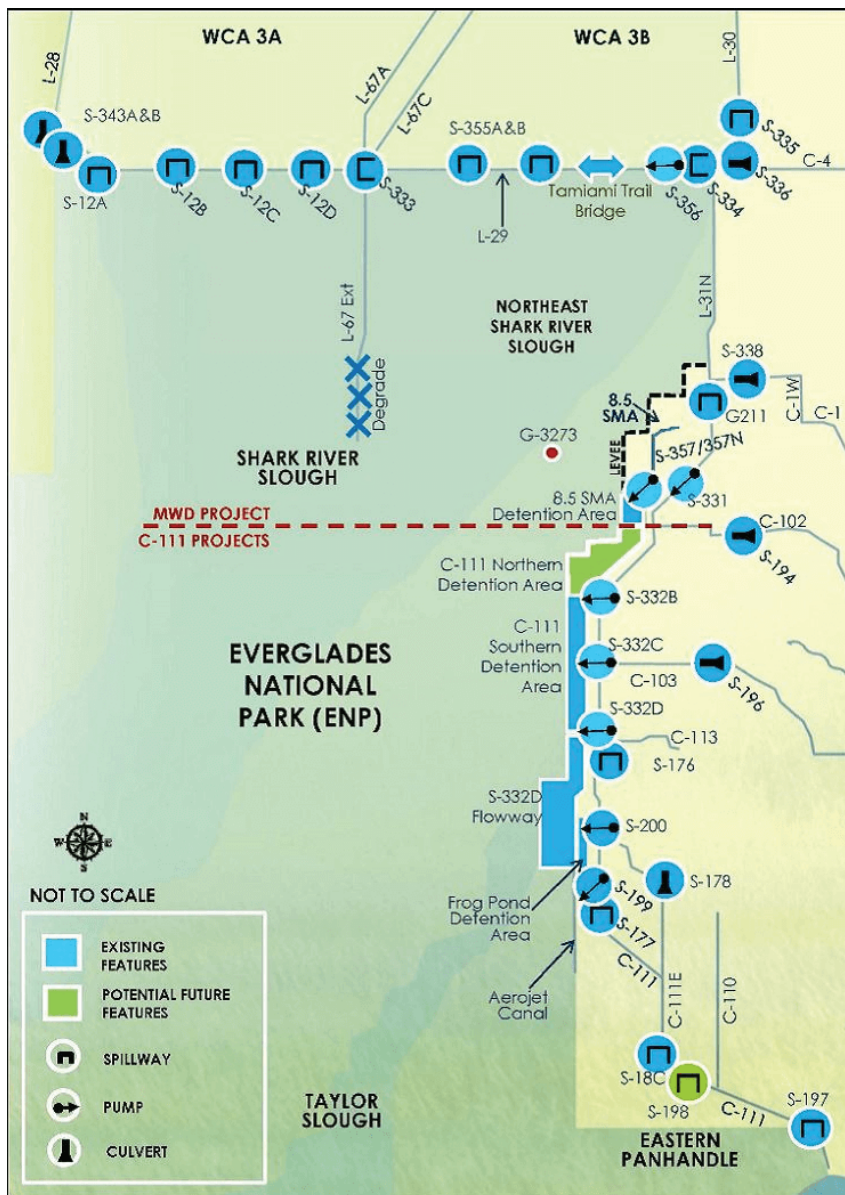 WCA 3A
WCA 3B
L-28
L-67A
L-67C
L-30
S-343A&B
S-355A&B
S-335
C-4
S-12A
S-12B
S-12C
S-12D
S-333
L-29
Tamiami Trail
Bridge
S-356
S-334
S-336
L-67 Ext
Degrade
NORTHEAST
SHARK RIVER
SLOUGH
L-31N
S-338
8.5
SMA
G211
C-1W
C-1
G-3273
LEVEE
S-357/357N
S-331
SHARK RIVER
SLOUGH
8.5 SMA
Detention Area
MWD PROJECT
C-111 PROJECTS
C-102
S-194
C-111 Northern
Detention Area
S-332B
C-111
Southern
Detention
Area
S-332C
C-103
S-196
EVERGLADES
NATIONAL
PARK (ENP)
S-332D
C-113
S-176
S-332D
Flowway
S-200
N
W
E
S
S-199
S-178
Frog Pond
Detention
Area
S-177
C-111
C-111E
C-110
Aerojet
Canal
NOT TO SCALE
EXISTING
FEATURES
POTENTIAL FUTURE
FEATURES
SPILLWAY
PUMP
CULVERT
S-18C
S-198
C-111
S-197
TAYLOR
SLOUGH
EASTERN
PANHANDLE